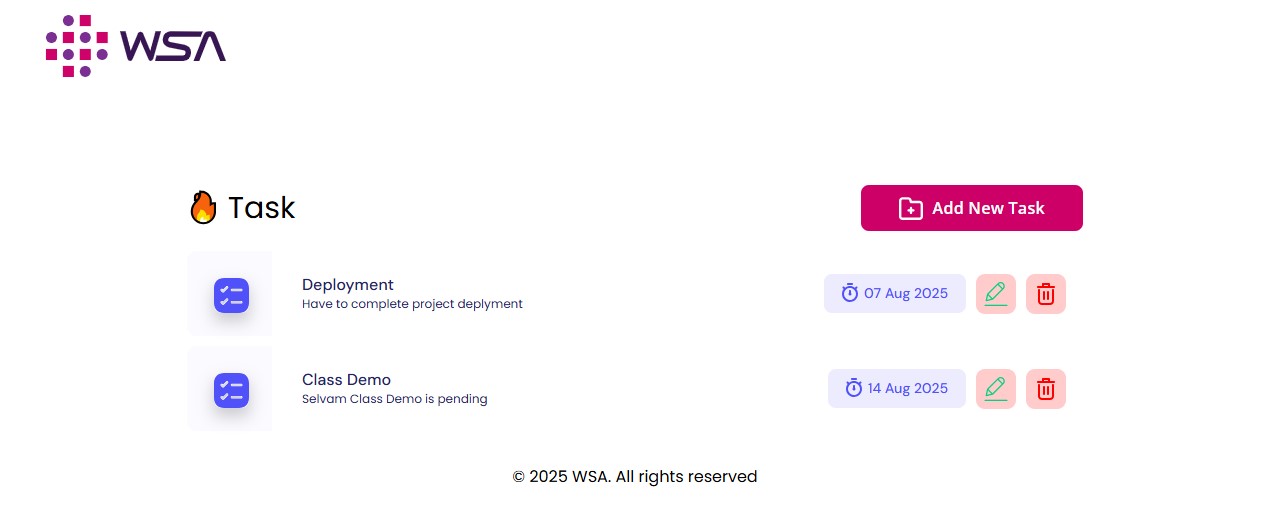 WSA
Task
Add New Task
Deployment
Have to complete project deplyment
07 Aug 2025
Class Demo
Selvam Class Demo is pending
14 Aug 2025
© 2025 WSA. All rights reserved